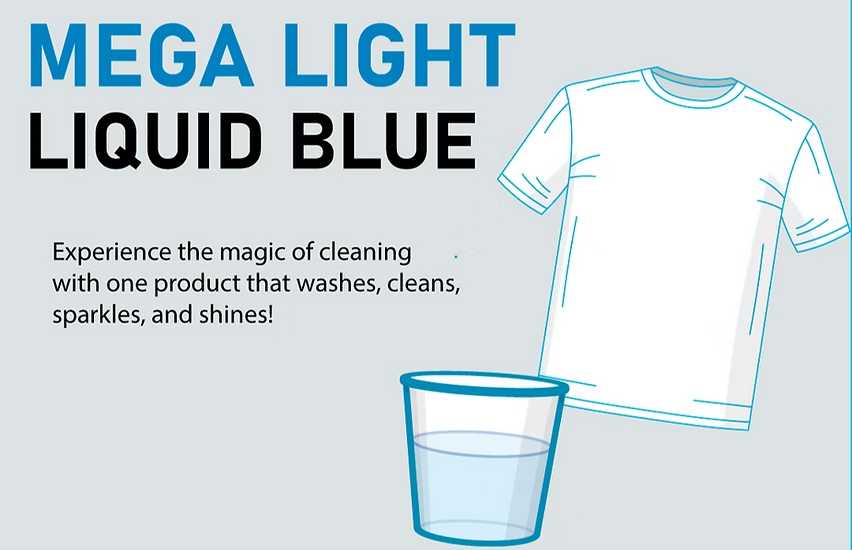 MEGA LIGHT
LIQUID BLUE
Experience the magic of cleaning
with one product that washes, cleans,
sparkles, and shines!